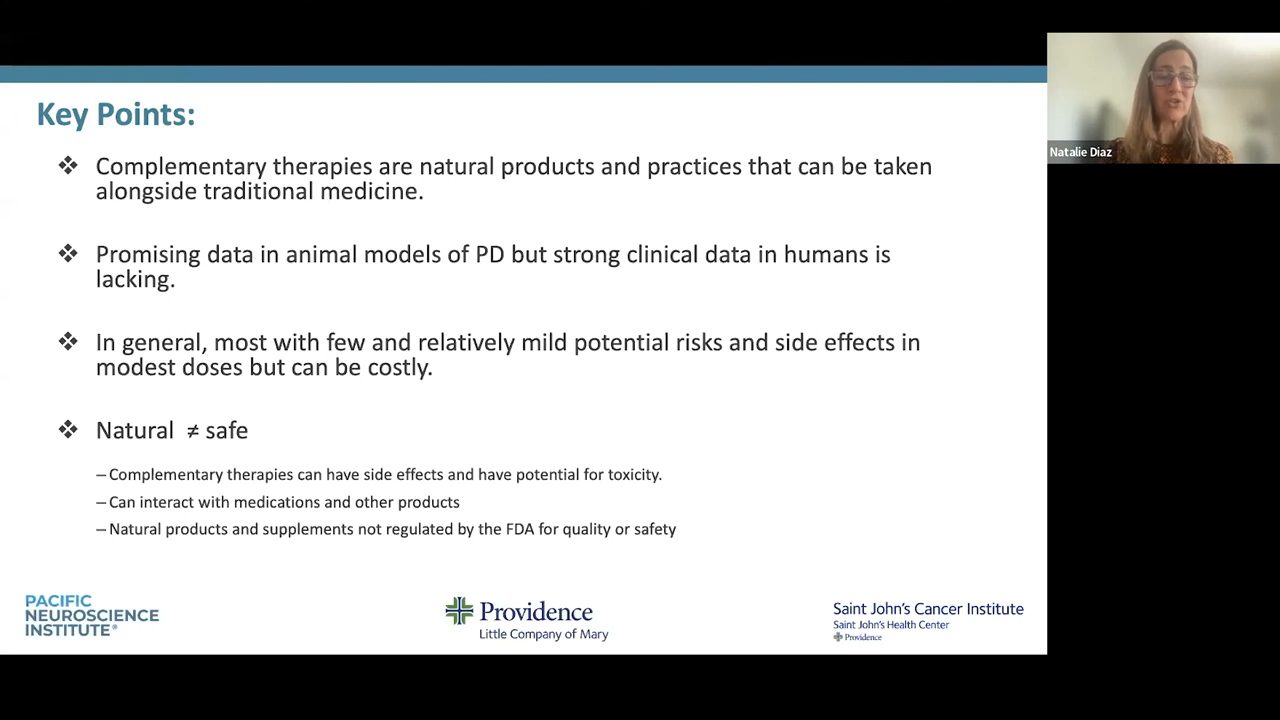 Key Points:
❖ Complementary therapies are natural products and practices that can be taken
alongside traditional medicine.
❖ Promising data in animal models of PD but strong clinical data in humans is
lacking.
❖ In general, most with few and relatively mild potential risks and side effects in
modest doses but can be costly.
❖ Natural ≠ safe
– Complementary therapies can have side effects and have potential for toxicity.
– Can interact with medications and other products
– Natural products and supplements not regulated by the FDA for quality or safety
PACIFIC
NEUROSCIENCE
INSTITUTE®
Providence
Little Company of Mary
Saint John's Cancer Institute
Saint John's Health Center
Providence
Natalie Diaz